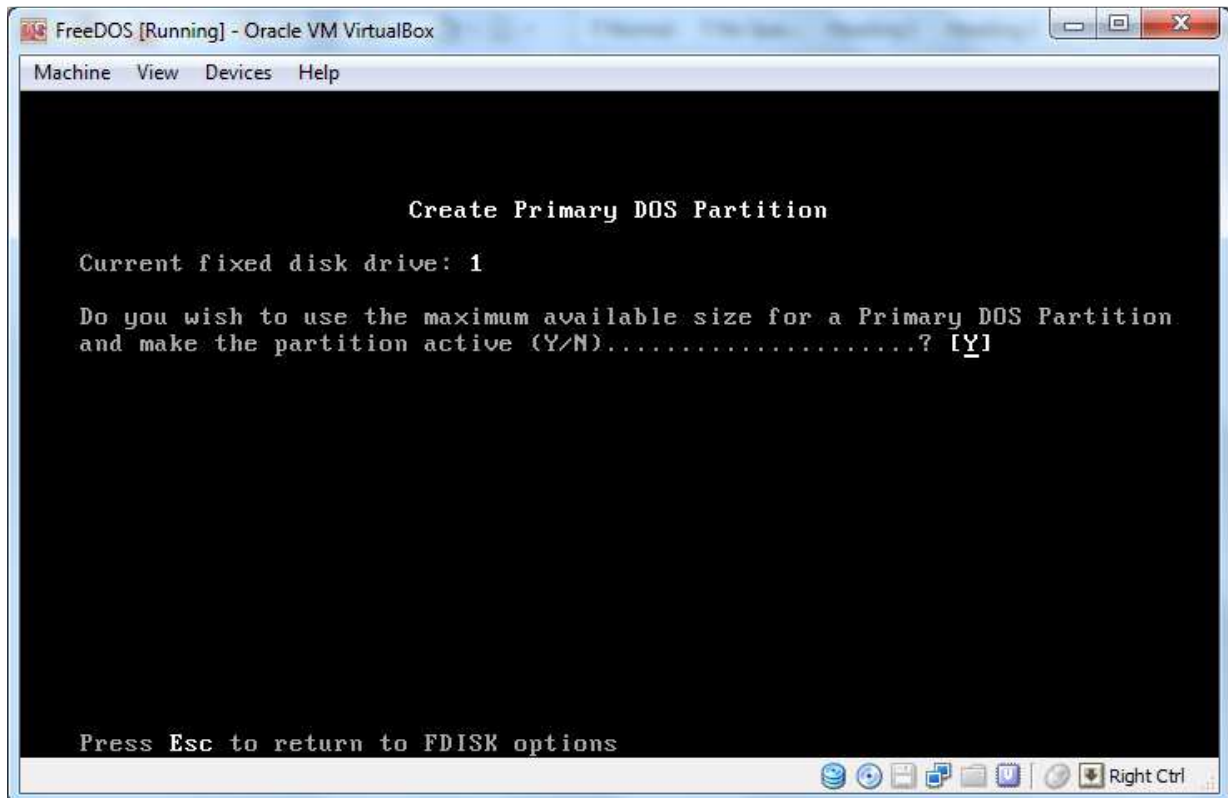 FreeDOS [Running] - Oracle VM VirtualBox
Machine View Devices Help
Create Primary DOS Partition
Current fixed disk drive: 1
Do you wish to use the maximum available size for a Primary DOS Partition
and make the partition active (Y/N).....................? [Y]
Press Esc to return to FDISK options
Right Ctrl